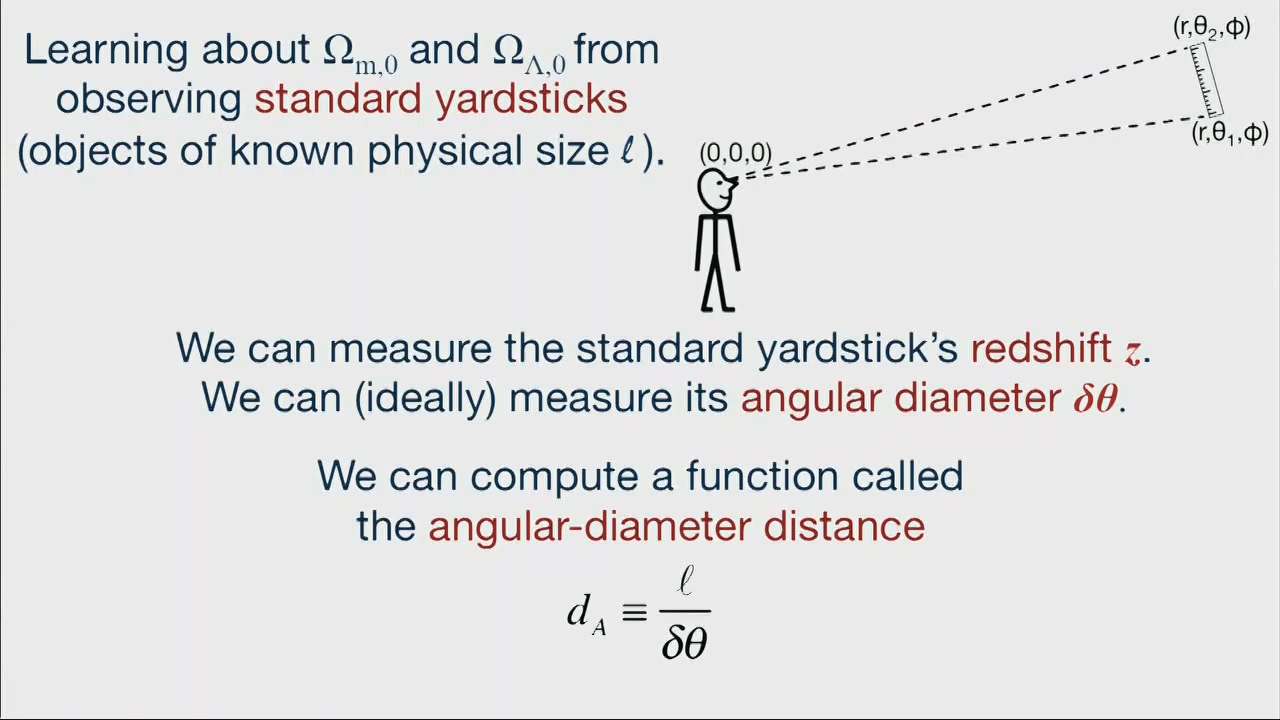 Learning about Ωm,0 and ΩΛ,0 from
observing standard yardsticks
(objects of known physical size ℓ).
(r,θ2,ϕ)
(r,θ1,ϕ)
(0,0,0)
We can measure the standard yardstick’s redshift z.
We can (ideally) measure its angular diameter δθ.
We can compute a function called
the angular-diameter distance
dA ≡ ℓ/δθ